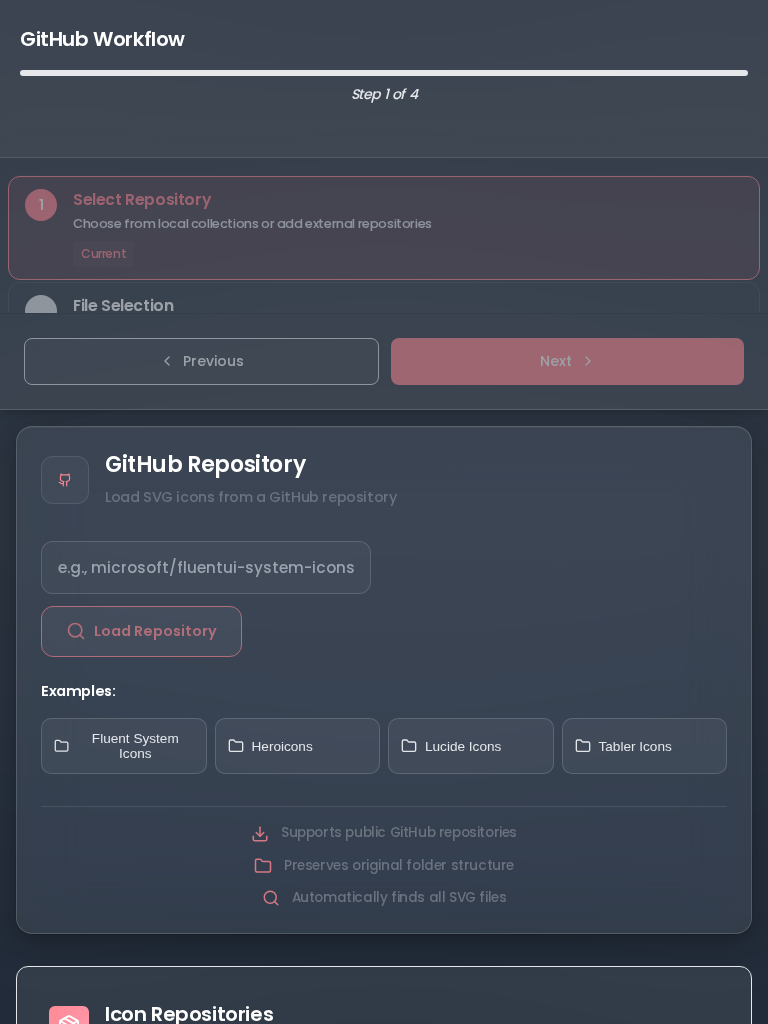 GitHub Workflow
Step 1 of 4
1
Select Repository
Choose from local collections or add external repositories
Current
File Selection
Previous
Next
GitHub Repository
Load SVG icons from a GitHub repository
e.g., microsoft/fluentui-system-icons
Load Repository
Examples:
Fluent System
Icons
Heroicons
Lucide Icons
Tabler Icons
Supports public GitHub repositories
Preserves original folder structure
Automatically finds all SVG files
Icon Repositories